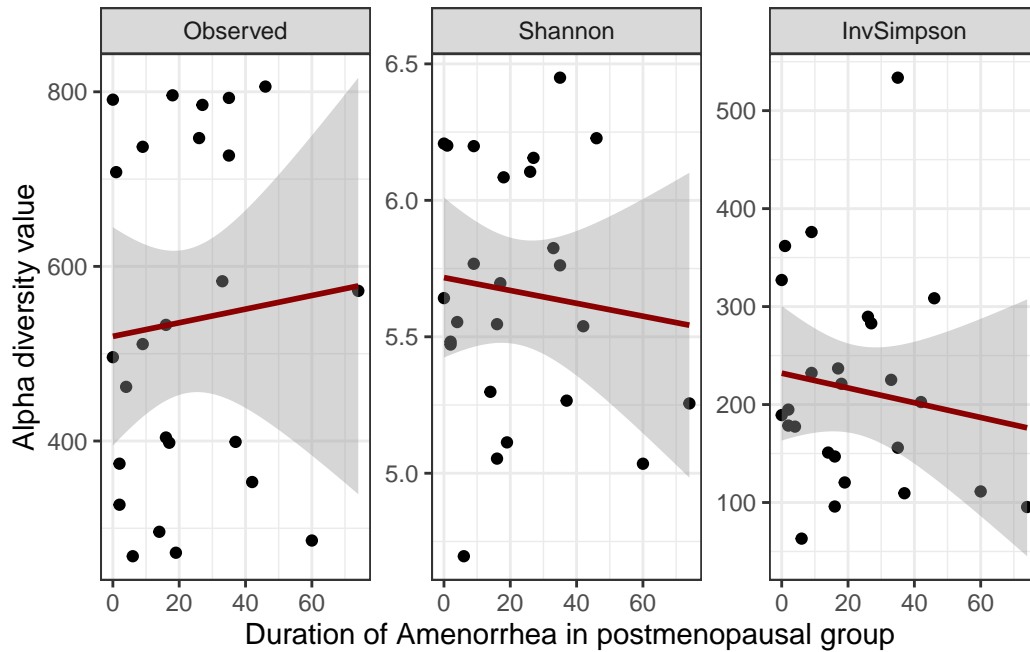 Observed
Shannon
InvSimpson
Alpha diversity value
800
600
400
6.5
6.0
5.5
5.0
500
400
300
200
100
0 20 40 60
0 20 40 60
0 20 40 60
Duration of Amenorrhea in postmenopausal group